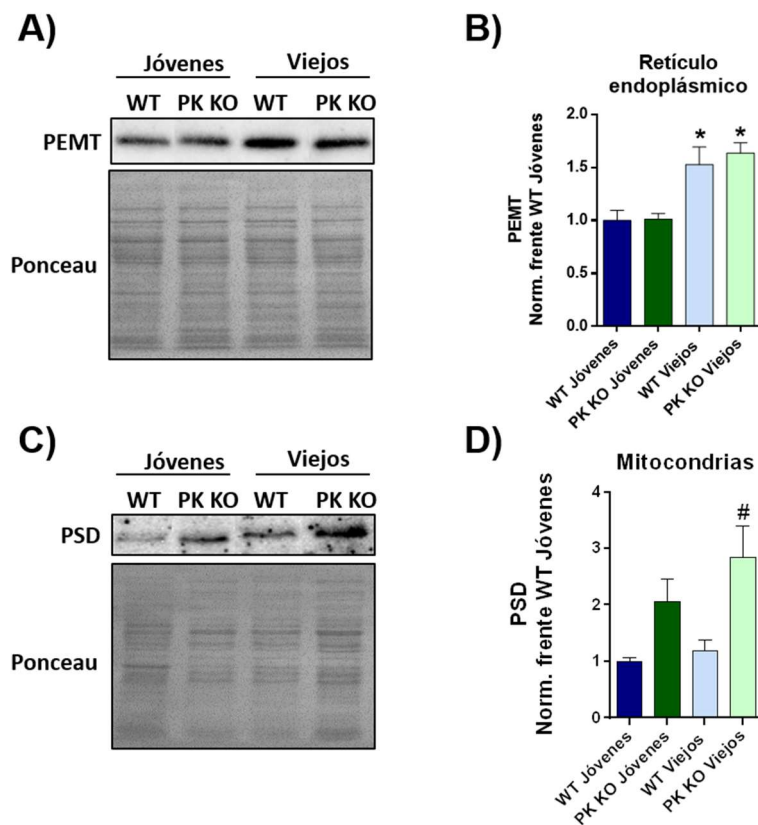 A)
Jóvenes Viejos
WT PK KO WT PK KO
PEMT
Ponceau
B)
Retículo
endoplásmico
PEMT
Norm. frente WT Jóvenes
2.0
1.5
1.0
0.5
0.0
* *
WT Jóvenes
PK KO Jóvenes
WT Viejos
PK KO Viejos
C)
Jóvenes Viejos
WT PK KO WT PK KO
PSD
Ponceau
D)
Mitocondrias
PSD
Norm. frente WT Jóvenes
4
3
2
1
0
#
WT Jóvenes
PK KO Jóvenes
WT Viejos
PK KO Viejos